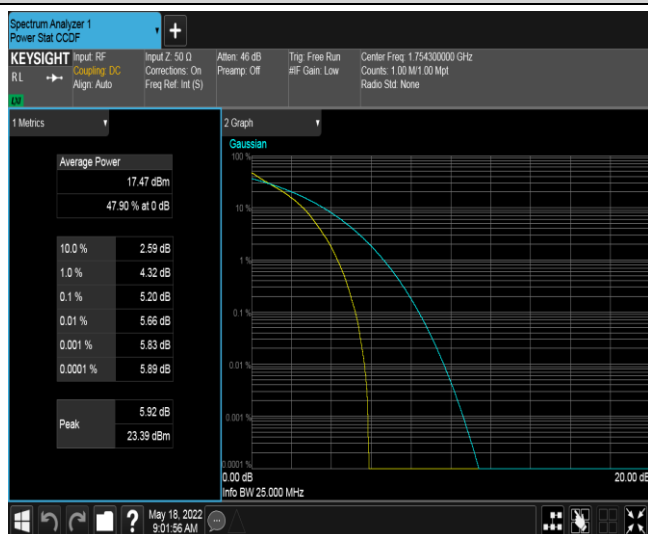 Spectrum Analyzer 1
Power Stat CCDF
+
KEYSIGHT
R L
Input: RF
Coupling: DC
Align: Auto
Input Z: 50 Ω
Corrections: On
Freq Ref: Int (S)
Atten: 46 dB
Preamp: Off
Trig: Free Run
#IF Gain: Low
Center Freq: 1.754300000 GHz
Counts: 1.00 M/1.00 Mpt
Radio Std: None
1 Metrics
Average Power
17.47 dBm
47.90 % at 0 dB
10.0 % 2.59 dB
1.0 % 4.32 dB
0.1 % 5.20 dB
0.01 % 5.66 dB
0.001 % 5.83 dB
0.0001 % 5.89 dB
Peak
5.92 dB
23.39 dBm
2 Graph
Gaussian
100 %
10 %
1 %
0.1 %
0.01 %
0.001 %
0.0001 %
0.00 dB 20.00 dB
Info BW 25.000 MHz
?
May 18, 2022
9:01:56 AM